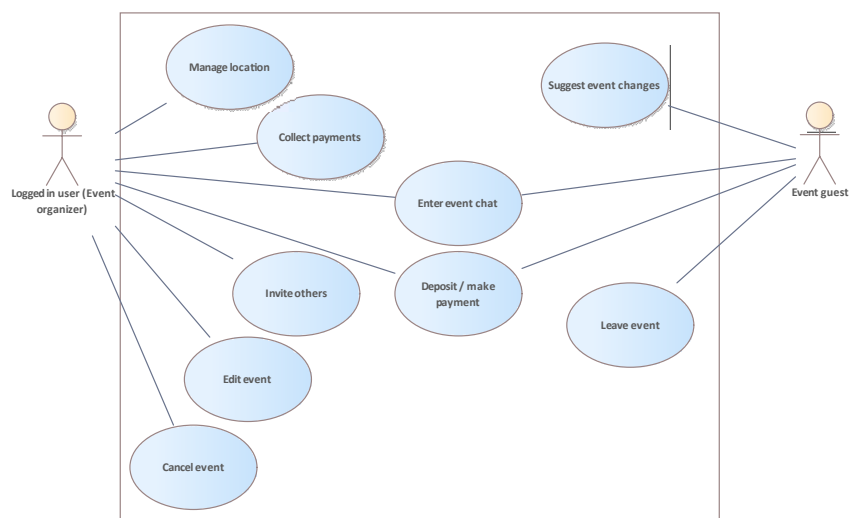 Manage location
Suggest event changes
Collect payments
Logged in user (Event
organizer)
Event guest
Enter event chat
Invite others
Deposit / make
payment
Leave event
Edit event
Cancel event